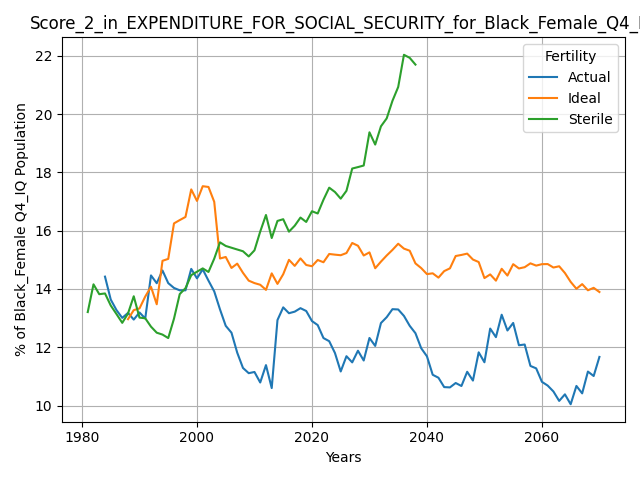 Score_2_in_EXPENDITURE_FOR_SOCIAL_SECURITY_for_Black_Female_Q4_I
% of Black_Female Q4_IQ Population
22
20
18
16
14
12
10
Fertility
Actual
Ideal
Sterile
1980
2000
2020
2040
2060
Years